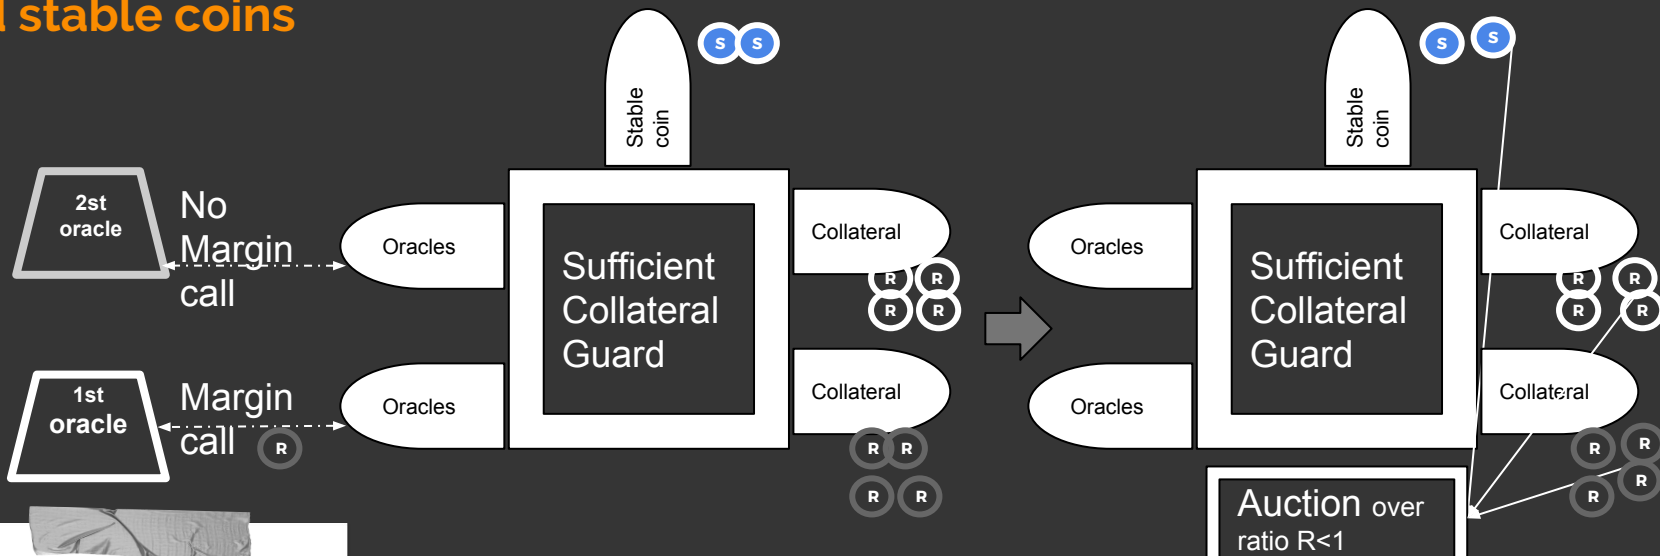 stable coins
S S
Stable
coin
2st
oracle
No
Margin
call
Oracles
Sufficient
Collateral
Guard
Collateral
R R
R R
1st
oracle
Margin
call
R
Oracles
Collateral
R R
R R
S S
Stable
coin
Oracles
Sufficient
Collateral
Guard
Collateral
R R
R R
Oracles
Collateral
R R
R R
Auction over
ratio R<1